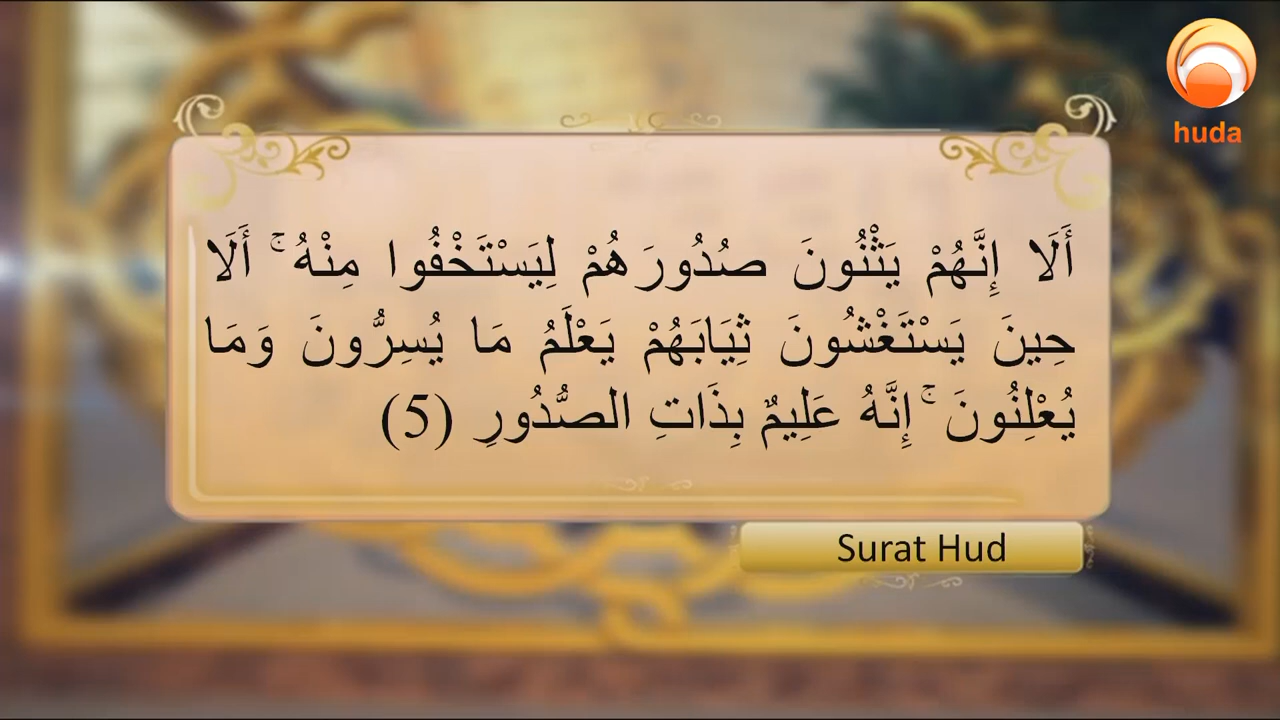 huda
أَلَا إِنَّهُمْ يَثْنُونَ صُدُورَهُمْ لِيَسْتَخْفُوا مِنْهُ ۚ أَلَا
حِينَ يَسْتَغْشُونَ ثِيَابَهُمْ يَعْلَمُ مَا يُسِرُّونَ وَمَا
يُعْلِنُونَ ۚ إِنَّهُ عَلِيمٌ بِذَاتِ الصُّدُورِ (5)
Surat Hud